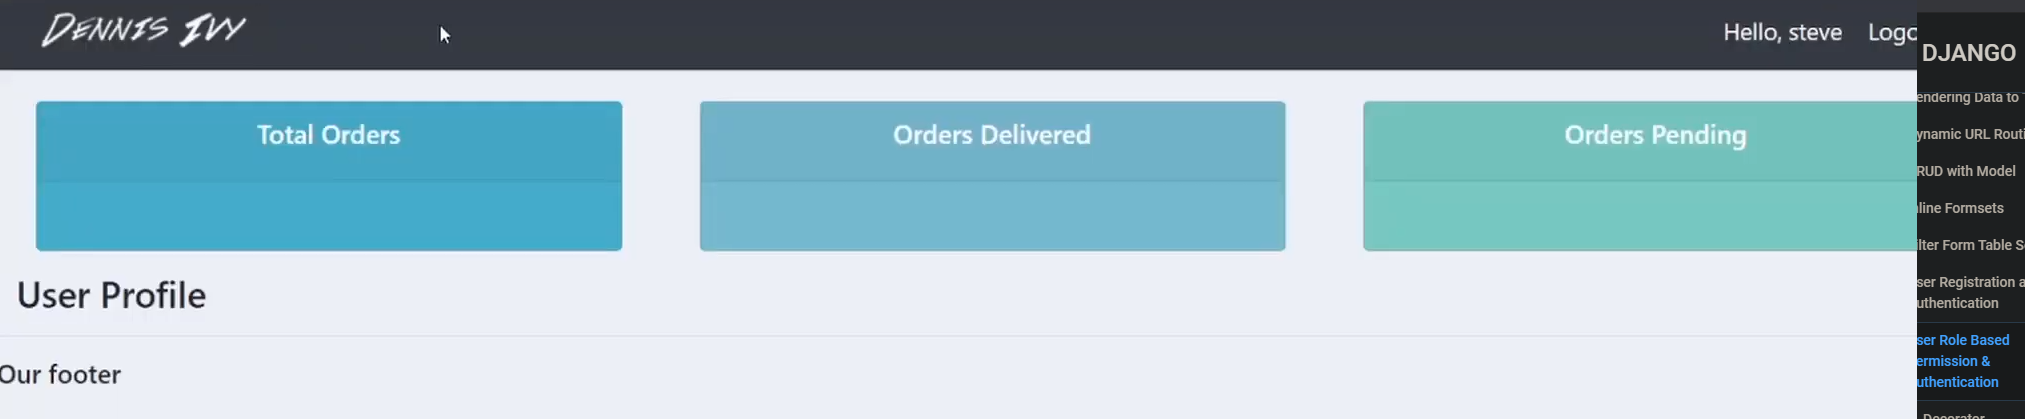 DENNIS IVY
Hello, steve Logo
Total Orders
Orders Delivered
Orders Pending
User Profile
Our footer
DJANGO
endering Data to
ynamic URL Routi
RUD with Model
line Formsets
lter Form Table S
ser Registration a
uthentication
ser Role Based
ermission &
uthentication
Decorator